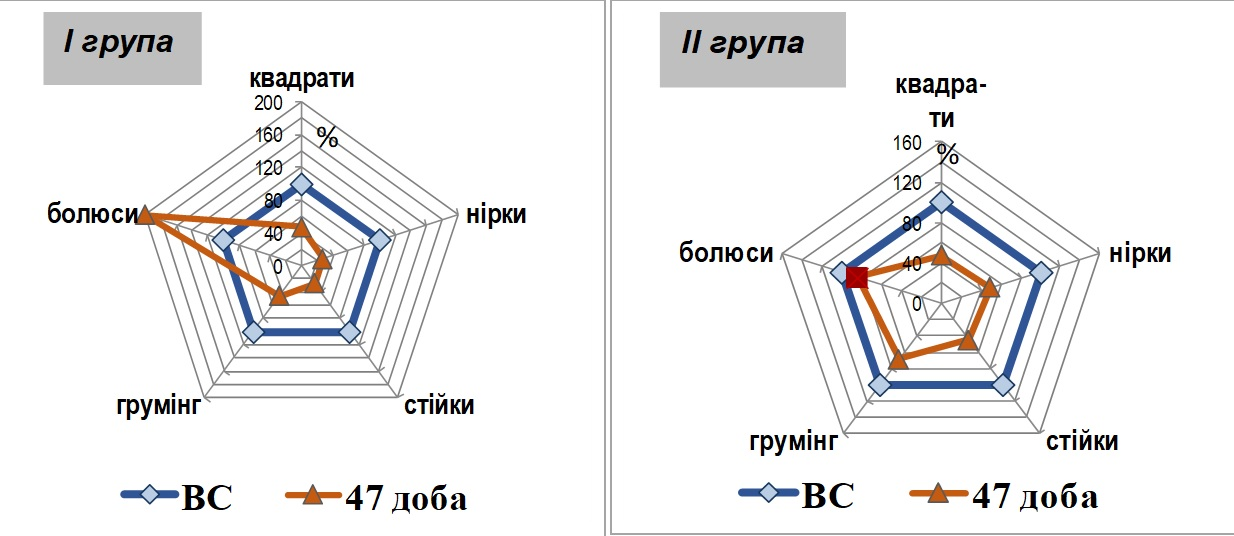 І група
квадрати
200
%
160
120
80
40
0
болюси
нірки
грумінг
стійки
ВС
47 доба
ІІ група
квадра-
ти
160
%
120
80
40
0
болюси
нірки
грумінг
стійки
ВС
47 доба